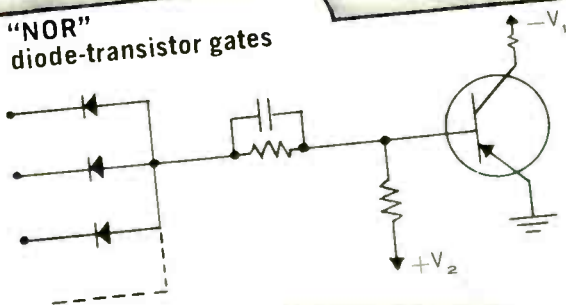 “NOR”
diode-transistor gates
—V₁
+V₂